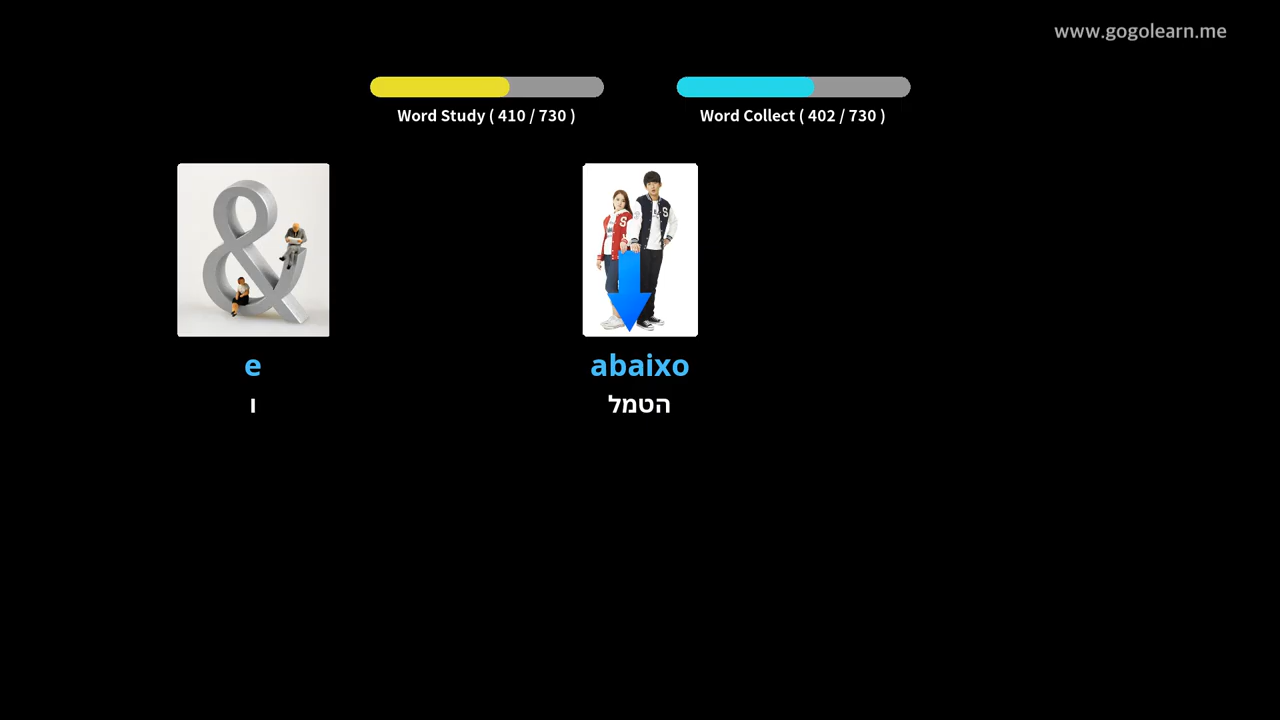 www.gogolearn.me
Word Study ( 410 / 730 )
Word Collect ( 402 / 730 )
&
S
S
e
abaixo
ו
הטמל